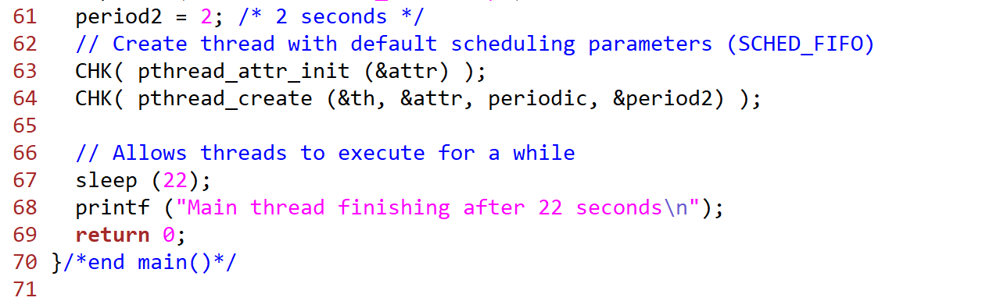 61   period2 = 2; /* 2 seconds */
62   // Create thread with default scheduling parameters (SCHED_FIFO)
63   CHK( pthread_attr_init (&attr) );
64   CHK( pthread_create (&th, &attr, periodic, &period2) );
65
66   // Allows threads to execute for a while
67   sleep (22);
68   printf ("Main thread finishing after 22 seconds\n");
69   return 0;
70 }/*end main()*/
71